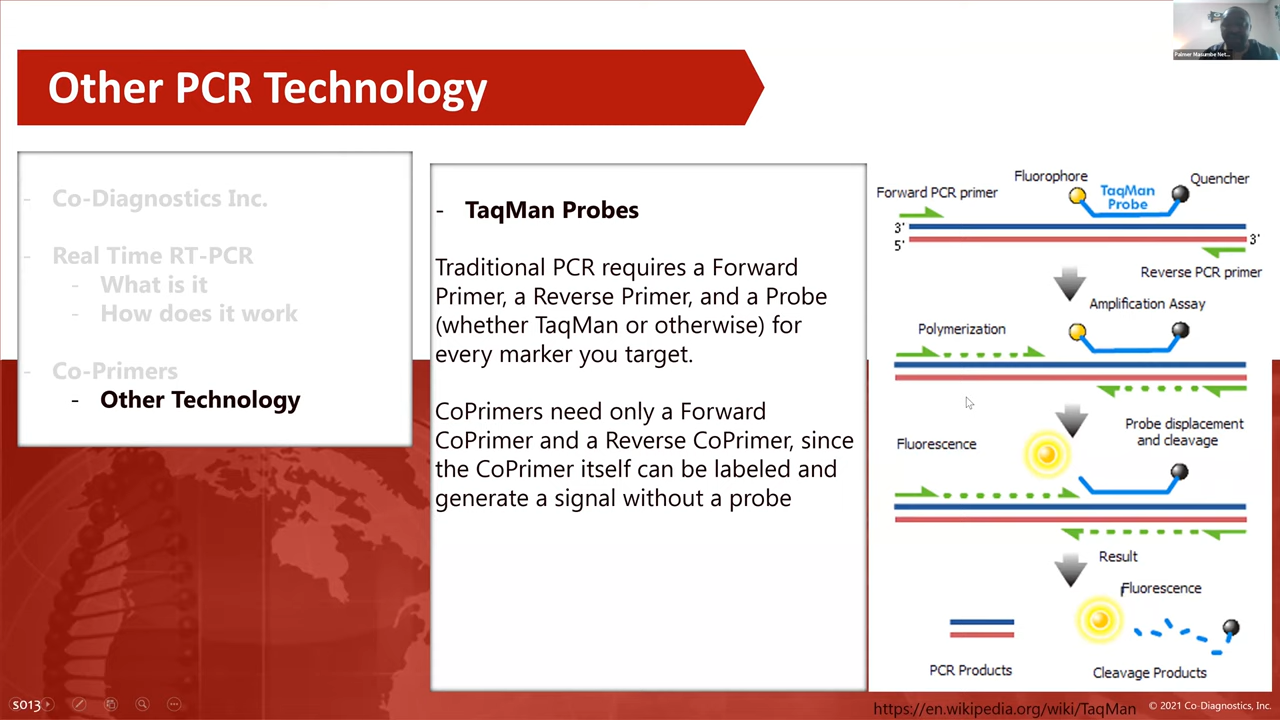 Other PCR Technology
Palmer Masumbe Net...
- Co-Diagnostics Inc.
- Real Time RT-PCR
- What is it
- How does it work
- Co-Primers
- Other Technology
- TaqMan Probes
Traditional PCR requires a Forward
Primer, a Reverse Primer, and a Probe
(whether TaqMan or otherwise) for
every marker you target.
CoPrimers need only a Forward
CoPrimer and a Reverse CoPrimer, since
the CoPrimer itself can be labeled and
generate a signal without a probe
Fluorophore
Quencher
Forward PCR primer
TaqMan
Probe
3'
5'
3'
Reverse PCR primer
Amplification Assay
Polymerization
Probe displacement
and cleavage
Fluorescence
Result
Fluorescence
PCR Products
Cleavage Products
S013
https://en.wikipedia.org/wiki/TaqMan
© 2021 Co-Diagnostics, Inc.